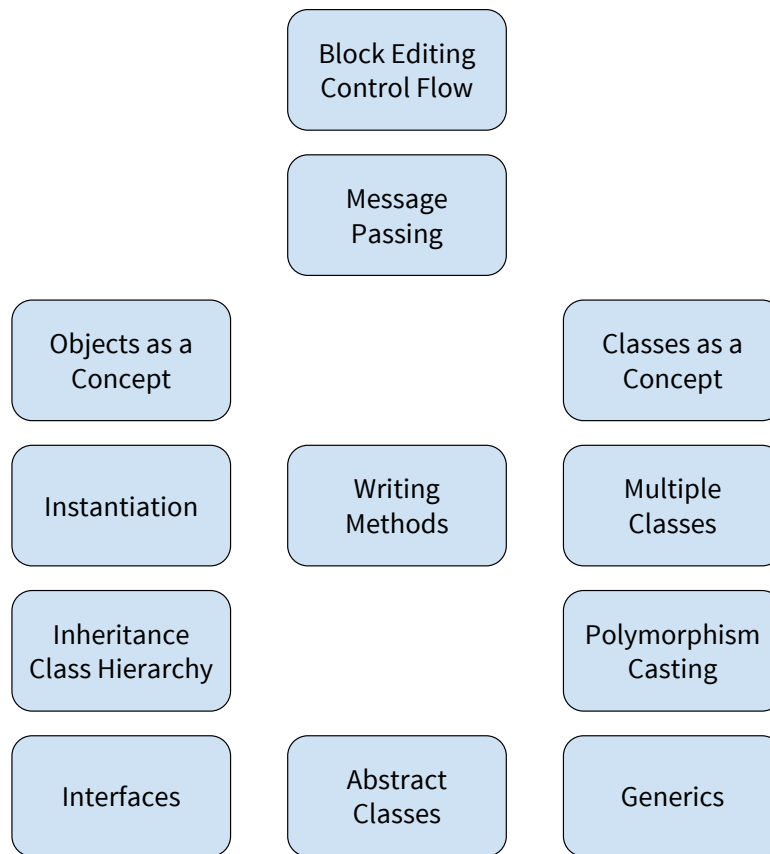 Block Editing
Control Flow
Message
Passing
Objects as a
Concept
Classes as a
Concept
Instantiation
Writing
Methods
Multiple
Classes
Inheritance
Class Hierarchy
Polymorphism
Casting
Interfaces
Abstract
Classes
Generics